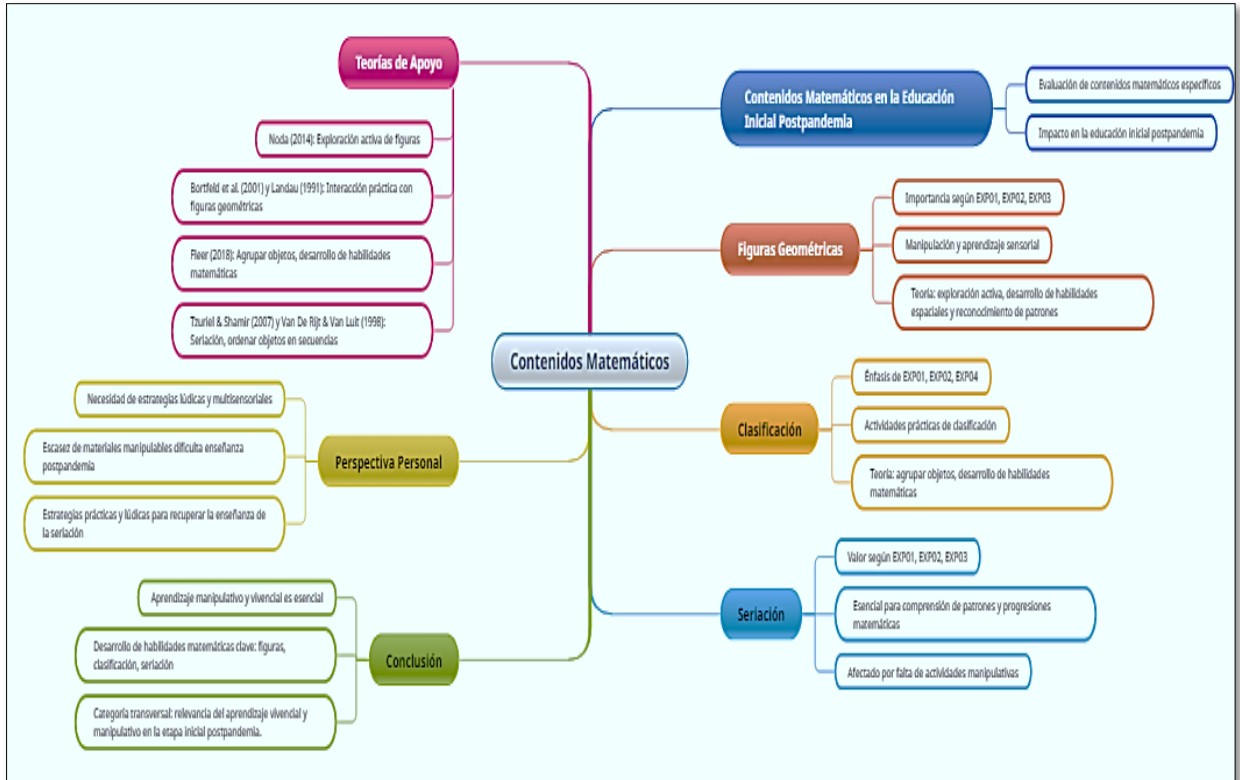 Contenidos Matemáticos
Teorías de Apoyo
Noda (2014): Exploración activa de figuras
Bortfeld et al. (2001) y Landau (1991): Interacción práctica con
figuras geométricas
Fleer (2018): Agrupar objetos, desarrollo de habilidades
matemáticas
Tzuriel & Shamir (2007) y Van De Rijt & Van Luit (1998):
Seriación, ordenar objetos en secuencias
Perspectiva Personal
Necesidad de estrategias lúdicas y multisensoriales
Escasez de materiales manipulables dificulta enseñanza
postpandemia
Estrategias prácticas y lúdicas para recuperar la enseñanza de
la seriación
Conclusión
Aprendizaje manipulativo y vivencial es esencial
Desarrollo de habilidades matemáticas clave: figuras,
clasificación, seriación
Categoría transversal: relevancia del aprendizaje vivencial y
manipulativo en la etapa inicial postpandemia.
Contenidos Matemáticos en la Educación
Inicial Postpandemia
Evaluación de contenidos matemáticos específicos
Impacto en la educación inicial postpandemia
Figuras Geométricas
Importancia según EXP01, EXP02, EXP03
Manipulación y aprendizaje sensorial
Teoría: exploración activa, desarrollo de habilidades
espaciales y reconocimiento de patrones
Clasificación
Énfasis de EXP01, EXP02, EXP04
Actividades prácticas de clasificación
Teoría: agrupar objetos, desarrollo de habilidades
matemáticas
Seriación
Valor según EXP01, EXP02, EXP03
Esencial para comprensión de patrones y progresiones
matemáticas
Afectado por falta de actividades manipulativas